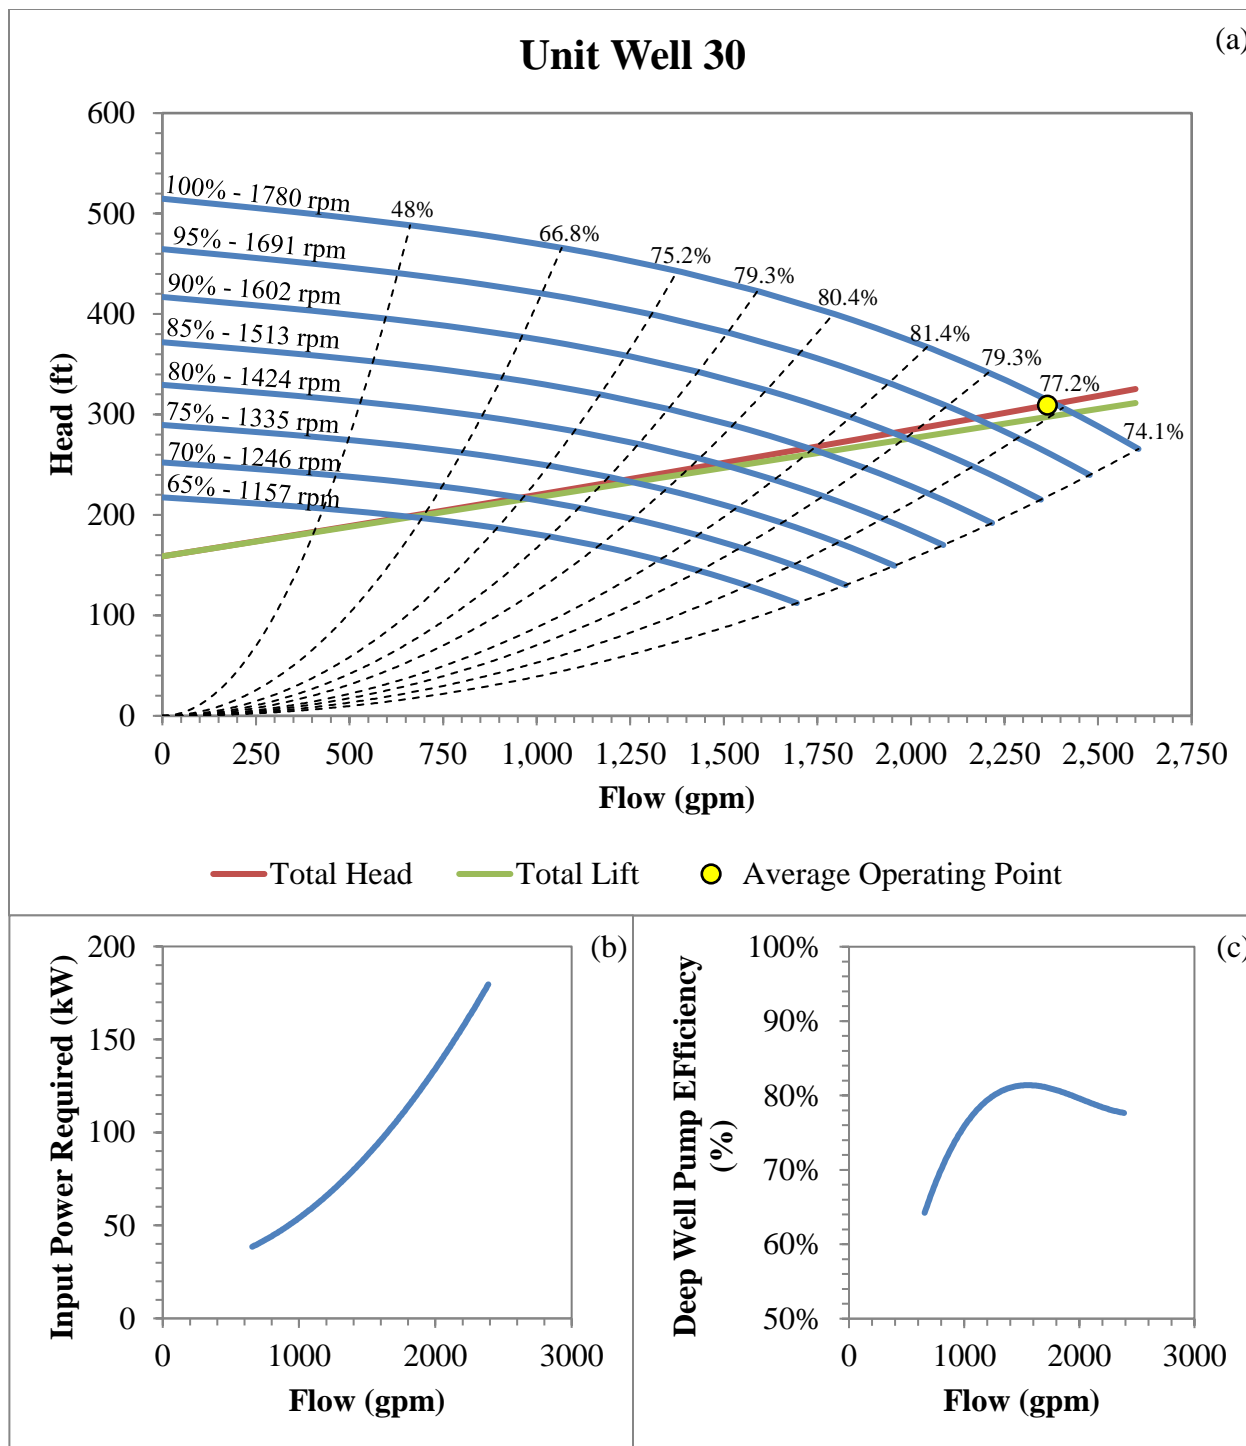 (a)
Unit Well 30
Head (ft)
600
500
400
300
200
100
0
100% - 1780 rpm
95% - 1691 rpm
90% - 1602 rpm
85% - 1513 rpm
80% - 1424 rpm
75% - 1335 rpm
70% - 1246 rpm
65% - 1157 rpm
48%
66.8%
75.2%
79.3%
80.4%
81.4%
79.3%
77.2%
74.1%
0 250 500 750 1,000 1,250 1,500 1,750 2,000 2,250 2,500 2,750
Flow (gpm)
Total Head Total Lift Average Operating Point
(b)
Input Power Required (kW)
200
150
100
50
0
0 1000 2000 3000
Flow (gpm)
(c)
Deep Well Pump EFficiency
(%)
100%
90%
80%
70%
60%
50%
0 1000 2000 3000
Flow (gpm)